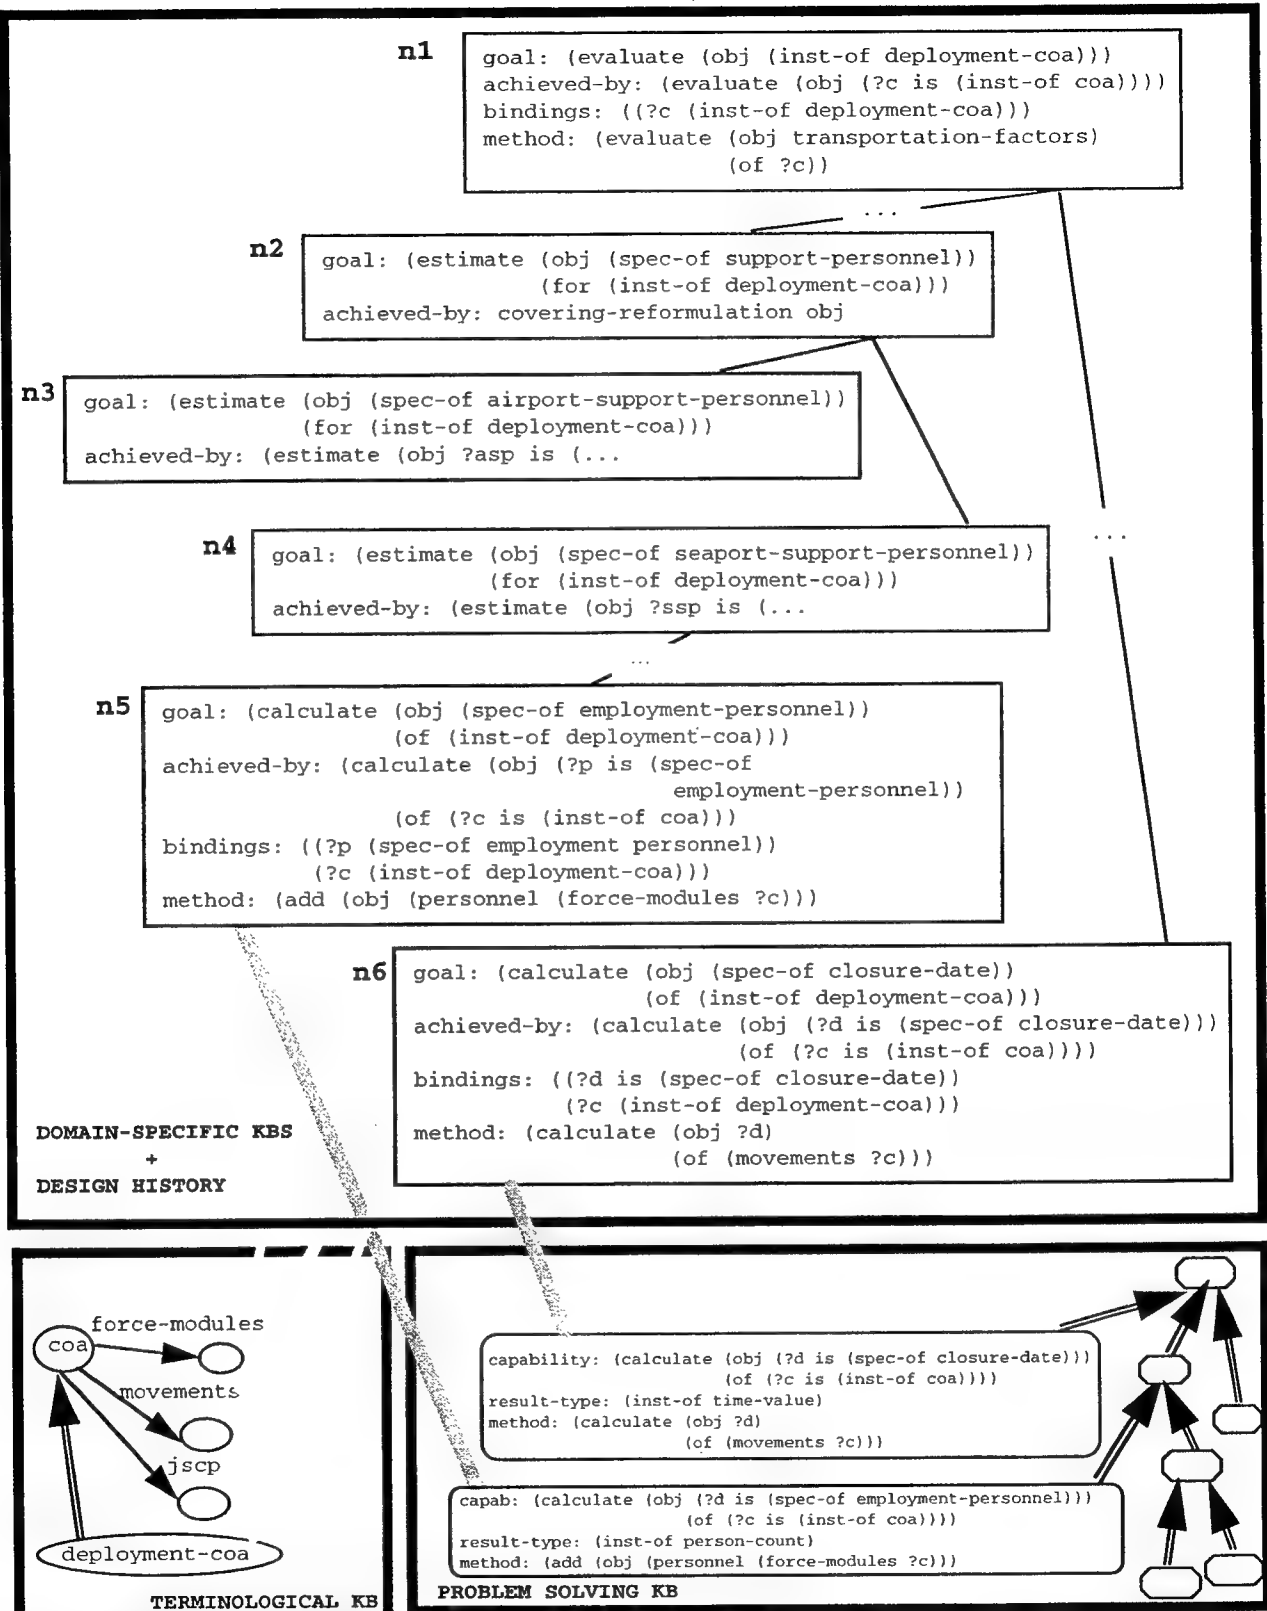 n1
goal: (evaluate (obj (inst-of deployment-coa)))
achieved-by: (evaluate (obj (?c is (inst-of coa))))
bindings: ((?c (inst-of deployment-coa)))
method: (evaluate (obj transportation-factors)
(of ?c))
...
n2
goal: (estimate (obj (spec-of support-personnel))
(for (inst-of deployment-coa)))
achieved-by: covering-reformulation obj
n3
goal: (estimate (obj (spec-of airport-support-personnel))
(for (inst-of deployment-coa)))
achieved-by: (estimate (obj ?asp is (...
n4
goal: (estimate (obj (spec-of seaport-support-personnel))
(for (inst-of deployment-coa)))
achieved-by: (estimate (obj ?ssp is (...
...
...
n5
goal: (calculate (obj (spec-of employment-personnel))
(of (inst-of deployment-coa)))
achieved-by: (calculate (obj (?p is (spec-of
employment-personnel))
(of (?c is (inst-of coa)))
bindings: ((?p (spec-of employment personnel))
(?c (inst-of deployment-coa)))
method: (add (obj (personnel (force-modules ?c)))
n6
goal: (calculate (obj (spec-of closure-date))
(of (inst-of deployment-coa)))
achieved-by: (calculate (obj (?d is (spec-of closure-date)))
(of (?c is (inst-of coa))))
bindings: ((?d is (spec-of closure-date))
(?c (inst-of deployment-coa)))
method: (calculate (obj ?d)
(of (movements ?c)))
DOMAIN-SPECIFIC KBS
+
DESIGN HISTORY
force-modules
coa
movements
jscp
deployment-coa
TERMINOLOGICAL KB
capability: (calculate (obj (?d is (spec-of closure-date)))
(of (?c is (inst-of coa))))
result-type: (inst-of time-value)
method: (calculate (obj ?d)
(of (movements ?c)))
capab: (calculate (obj (?d is (spec-of employment-personnel)))
(of (?c is (inst-of coa))))
result-type: (inst-of person-count)
method: (add (obj (personnel (force-modules ?c)))
PROBLEM SOLVING KB